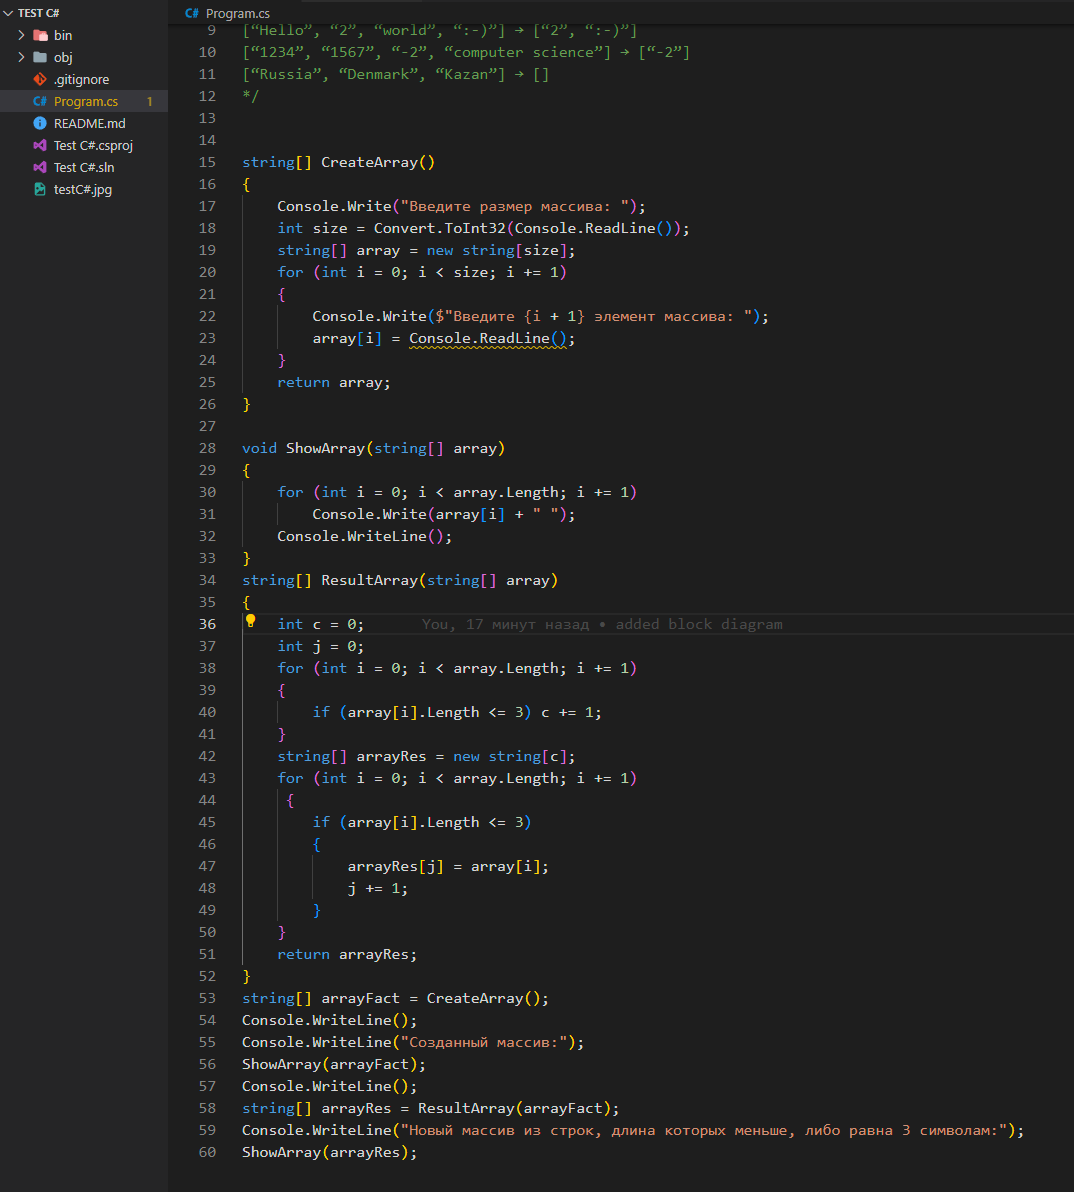 TEST C#
bin
obj
.gitignore
C# Program.cs 1
README.md
Test C#.csproj
Test C#.sln
testC#.jpg
C# Program.cs
9 [“Hello”, “2”, “world”, “:-)”] → [“2”, “:-)”]
10 [“1234”, “1567”, “-2”, “computer science”] → [“-2”]
11 [“Russia”, “Denmark”, “Kazan”] → []
12 */
13
14
15 string[] CreateArray()
16 {
17     Console.Write("Введите размер массива: ");
18     int size = Convert.ToInt32(Console.ReadLine());
19     string[] array = new string[size];
20     for (int i = 0; i < size; i += 1)
21     {
22         Console.Write($"Введите {i + 1} элемент массива: ");
23         array[i] = Console.ReadLine();
24     }
25     return array;
26 }
27
28 void ShowArray(string[] array)
29 {
30     for (int i = 0; i < array.Length; i += 1)
31         Console.Write(array[i] + " ");
32     Console.WriteLine();
33 }
34 string[] ResultArray(string[] array)
35 {
36     int c = 0; You, 17 минут назад • added block diagram
37     int j = 0;
38     for (int i = 0; i < array.Length; i += 1)
39     {
40         if (array[i].Length <= 3) c += 1;
41     }
42     string[] arrayRes = new string[c];
43     for (int i = 0; i < array.Length; i += 1)
44      {
45         if (array[i].Length <= 3)
46         {
47             arrayRes[j] = array[i];
48             j += 1;
49         }
50     }
51     return arrayRes;
52 }
53 string[] arrayFact = CreateArray();
54 Console.WriteLine();
55 Console.WriteLine("Созданный массив:");
56 ShowArray(arrayFact);
57 Console.WriteLine();
58 string[] arrayRes = ResultArray(arrayFact);
59 Console.WriteLine("Новый массив из строк, длина которых меньше, либо равна 3 символам:");
60 ShowArray(arrayRes);